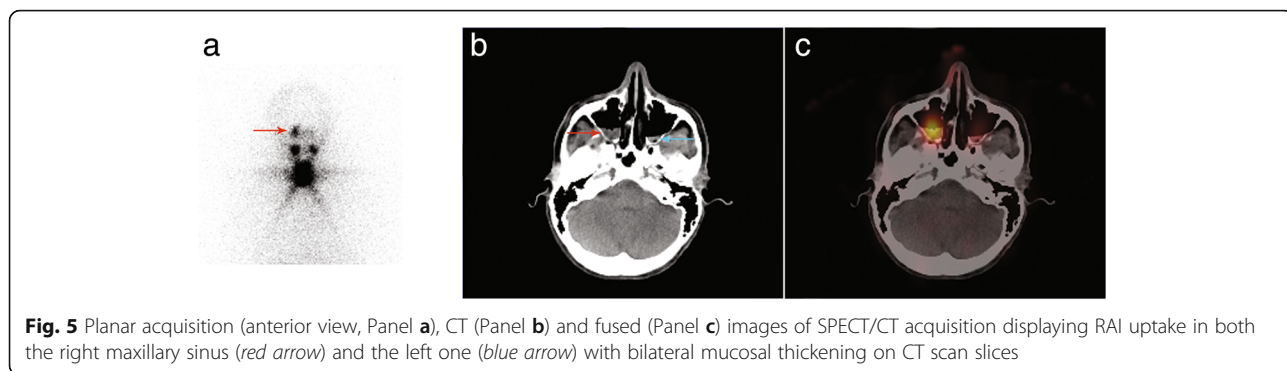 a
b
c
Fig. 5 Planar acquisition (anterior view, Panel a), CT (Panel b) and fused (Panel c) images of SPECT/CT acquisition displaying RAI uptake in both
the right maxillary sinus (red arrow) and the left one (blue arrow) with bilateral mucosal thickening on CT scan slices